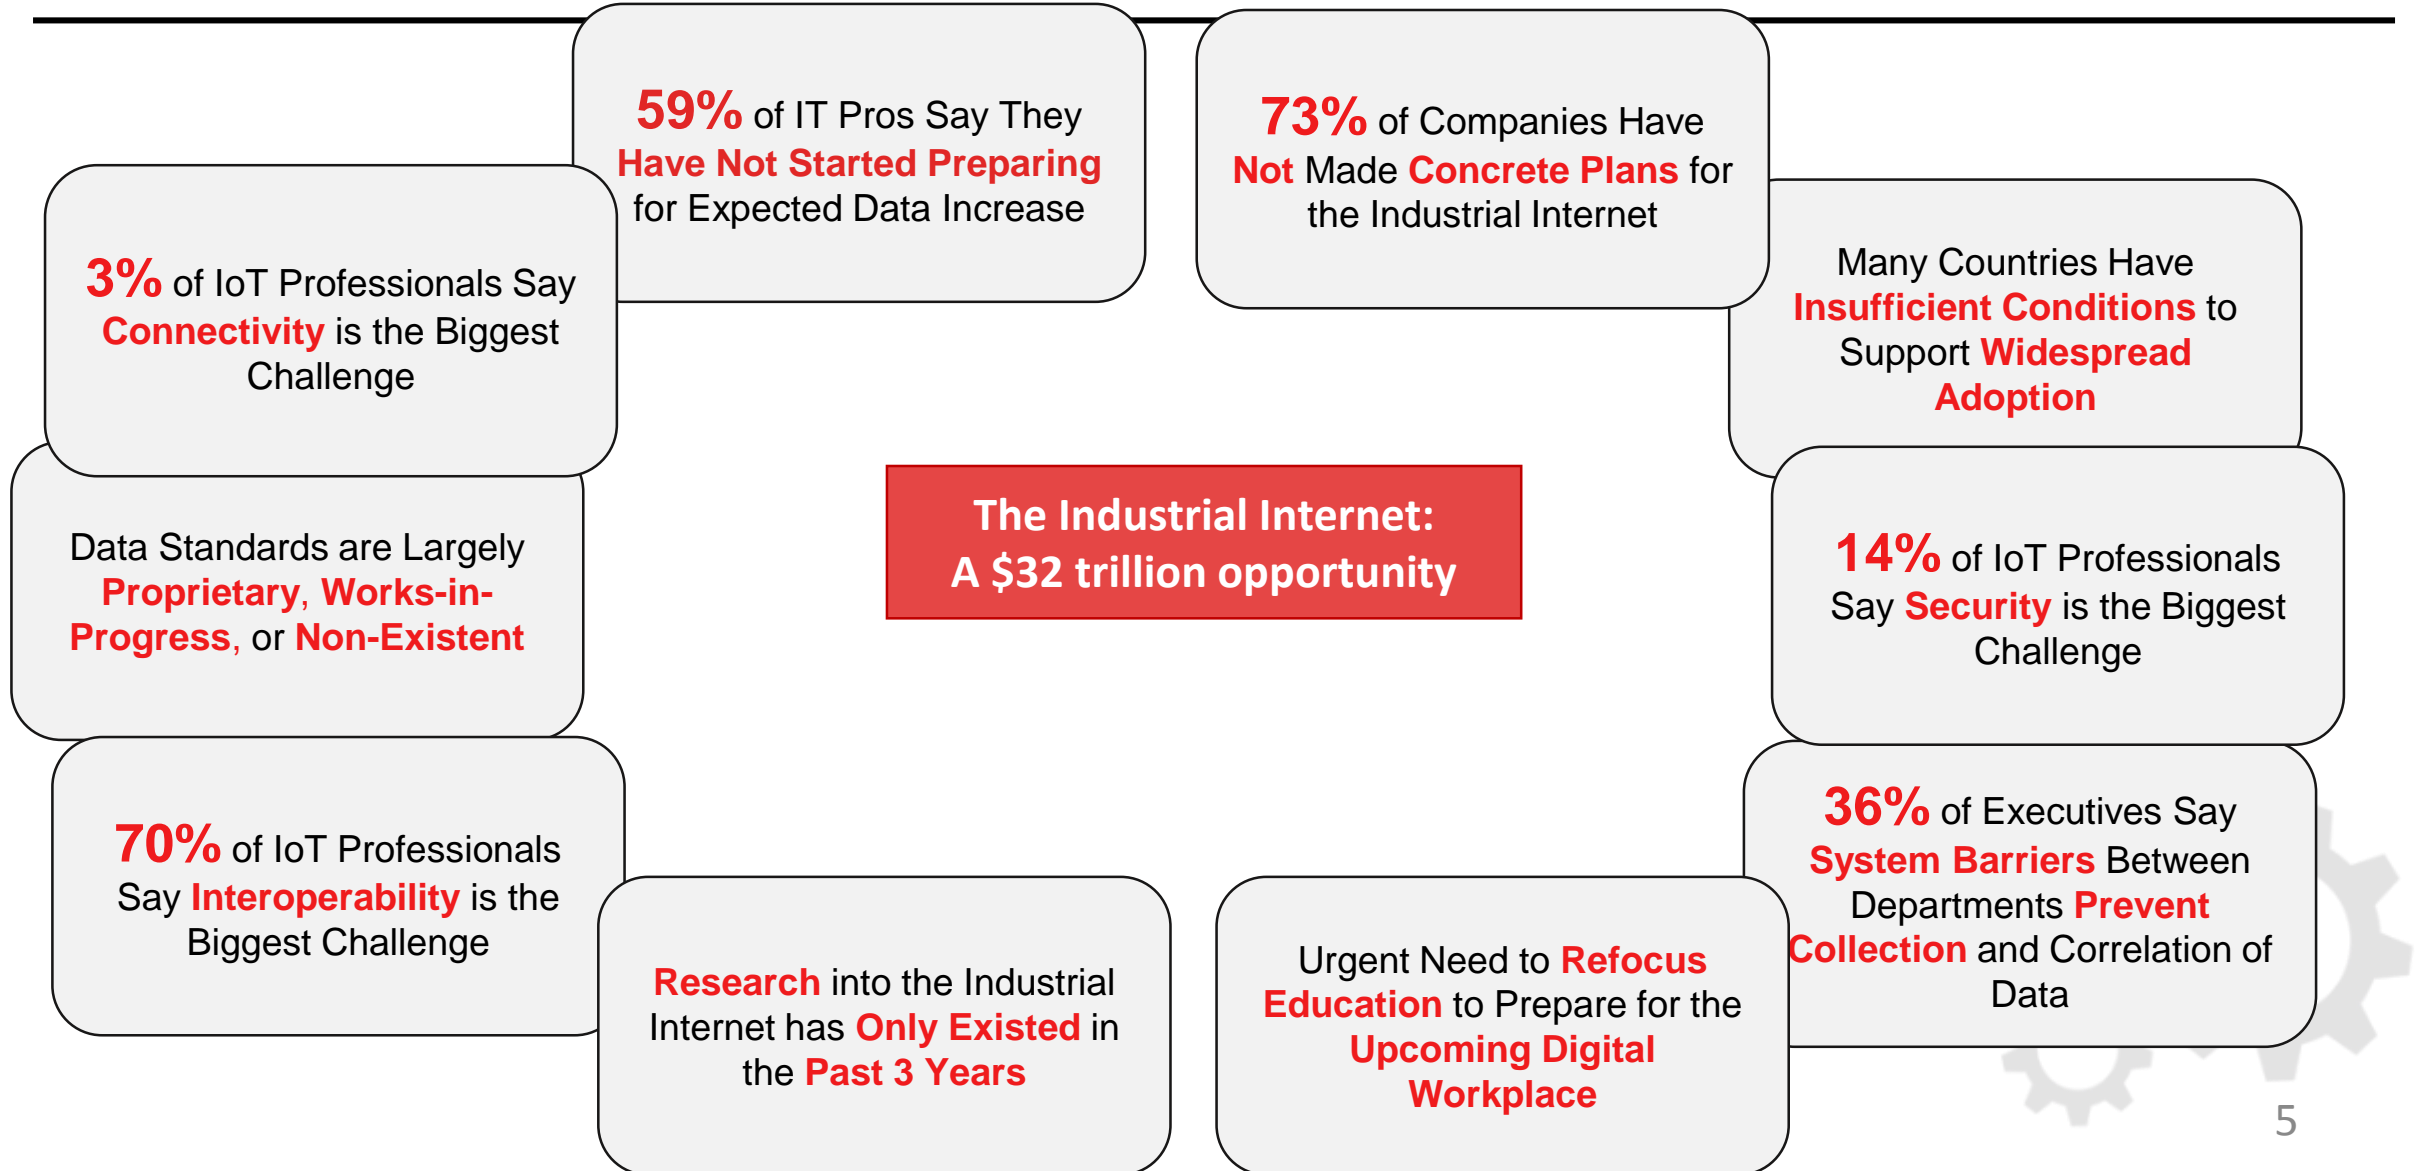 59% of IT Pros Say They
Have Not Started Preparing
for Expected Data Increase
73% of Companies Have
Not Made Concrete Plans for
the Industrial Internet
3% of IoT Professionals Say
Connectivity is the Biggest
Challenge
Many Countries Have
Insufficient Conditions to
Support Widespread
Adoption
The Industrial Internet:
A $32 trillion opportunity
Data Standards are Largely
Proprietary, Works-in-
Progress, or Non-Existent
14% of IoT Professionals
Say Security is the Biggest
Challenge
70% of IoT Professionals
Say Interoperability is the
Biggest Challenge
36% of Executives Say
System Barriers Between
Departments Prevent
Collection and Correlation of
Data
Research into the Industrial
Internet has Only Existed in
the Past 3 Years
Urgent Need to Refocus
Education to Prepare for the
Upcoming Digital
Workplace
5